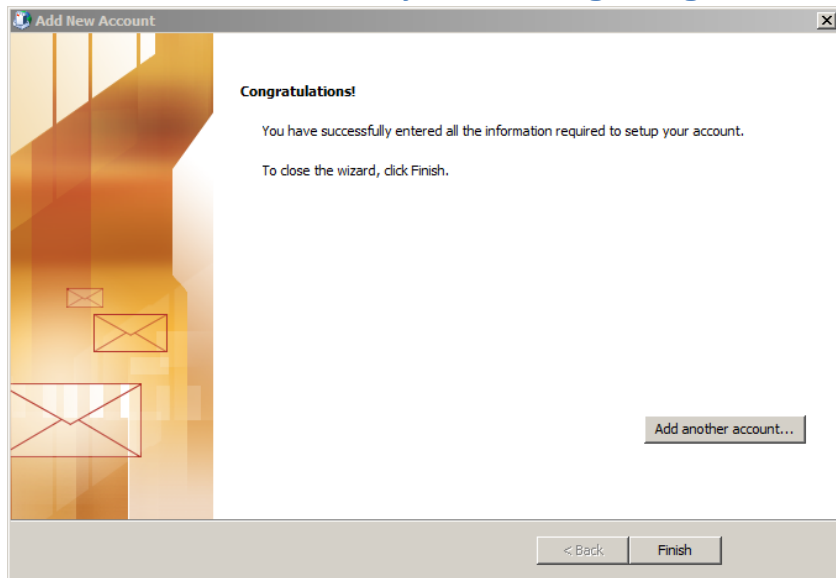 Add New Account
Congratulations!
You have successfully entered all the information required to setup your account.
To close the wizard, click Finish.
Add another account...
< Back
Finish